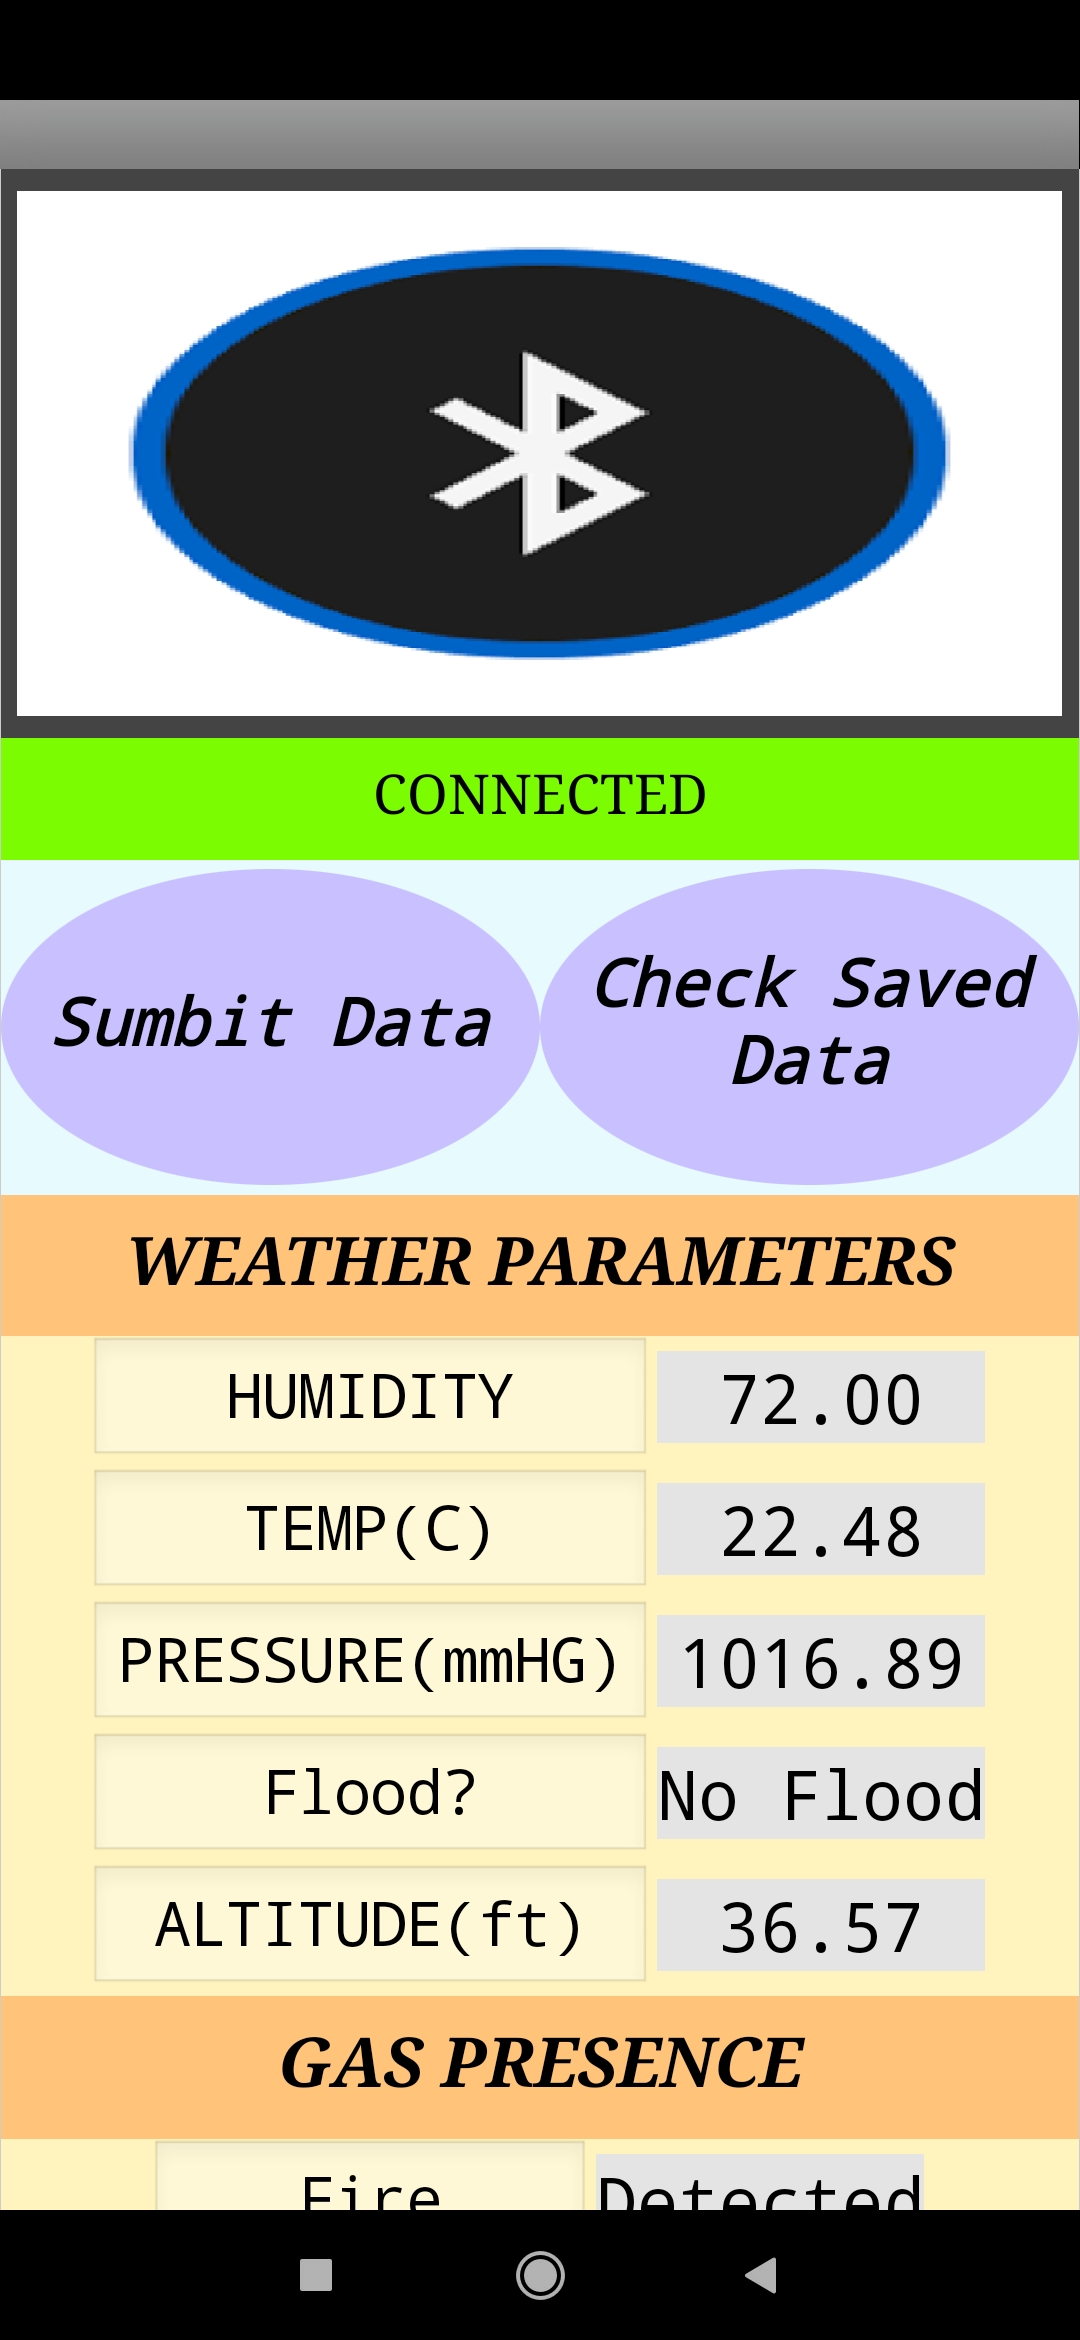 CONNECTED
Sumbit Data
Check Saved
Data
WEATHER PARAMETERS
HUMIDITY 72.00
TEMP(C) 22.48
PRESSURE(mmHG) 1016.89
Flood? No Flood
ALTITUDE(ft) 36.57
GAS PRESENCE
Fire Detected